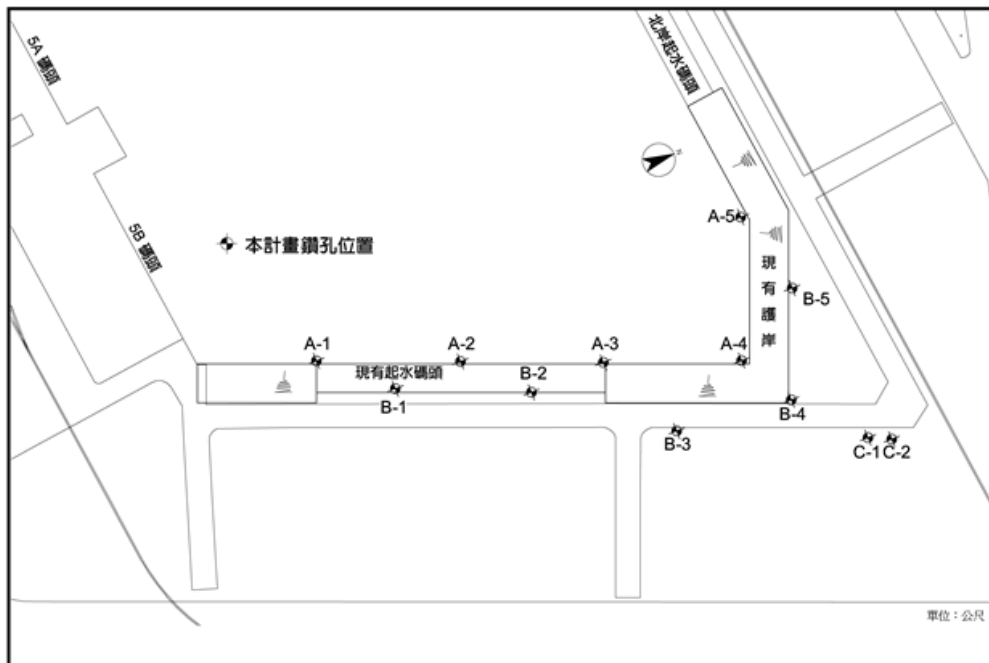 5A 碼頭
北岸起水碼頭
N
5B 碼頭
A-5
本計畫鑽孔位置
現有護岸
B-5
A-1
A-2
A-3
A-4
現有起水碼頭
B-2
B-1
B-4
B-3
C-1
C-2
單位：公尺